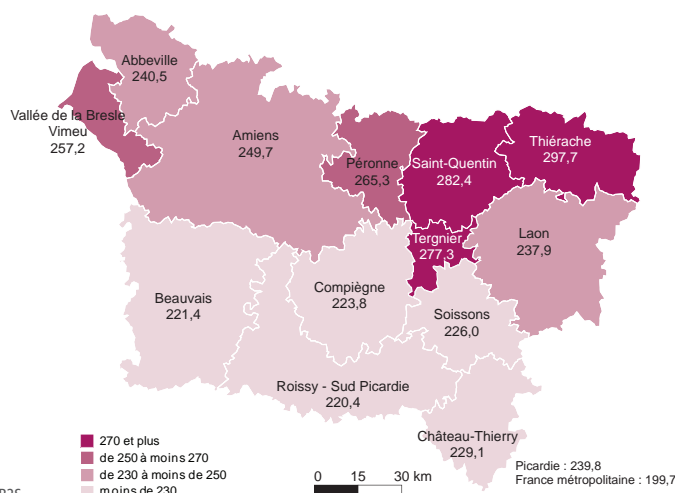 Abbeville
240,5
Vallée de la Bresle
Vimeu
257,2
Amiens
249,7
Péronne
265,3
Saint-Quentin
282,4
Thiérache
297,7
Tergnier
277,3
Laon
237,9
Beauvais
221,4
Compiègne
223,8
Soissons
226,0
Roissy - Sud Picardie
220,4
Château-Thierry
229,1
270 et plus
de 250 à moins 270
de 230 à moins de 250
moins de 230
0 15 30 km
Picardie : 239,8
France métropolitaine : 199,7